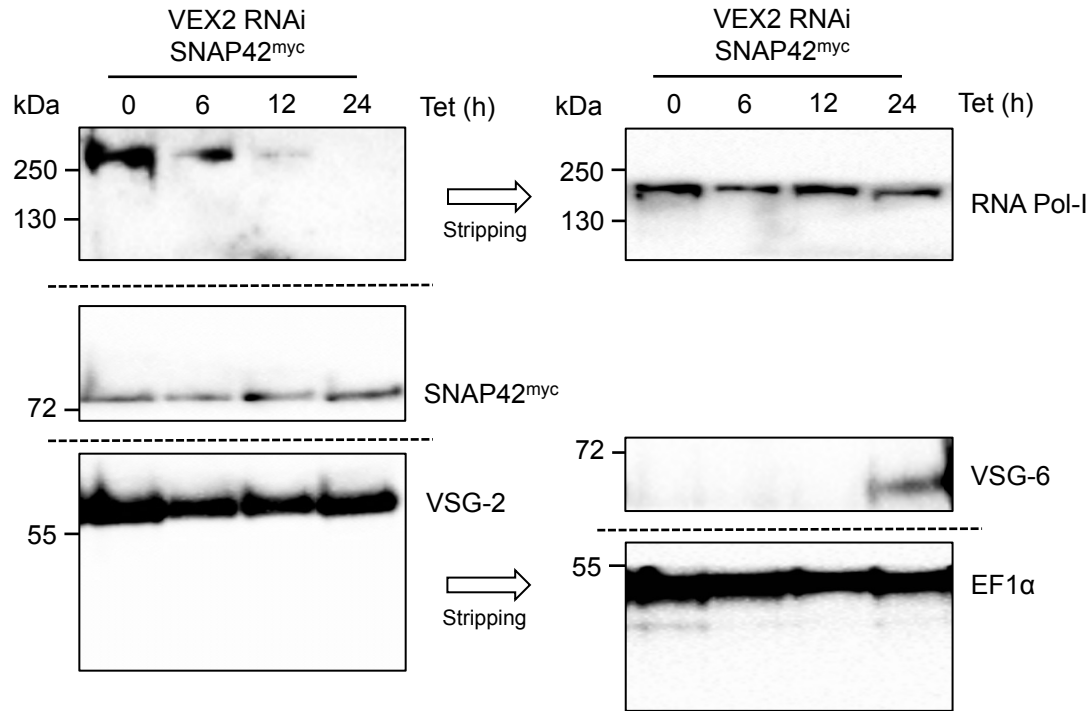 VEX2 RNAi
SNAP42ᵐʸᶜ
kDa 0 6 12 24 Tet (h)
250
130
Stripping
72
SNAP42ᵐʸᶜ
55
VSG-2
Stripping
VEX2 RNAi
SNAP42ᵐʸᶜ
kDa 0 6 12 24 Tet (h)
250
130
RNA Pol-I
72
VSG-6
55
EF1α